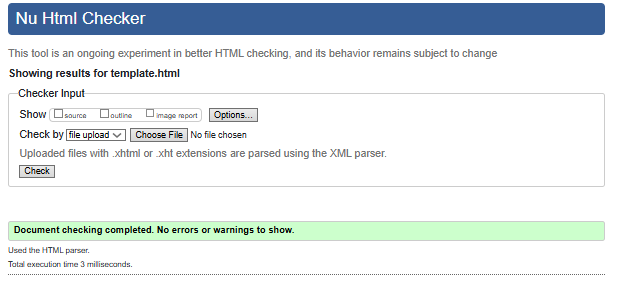 Nu Html Checker
This tool is an ongoing experiment in better HTML checking, and its behavior remains subject to change
Showing results for template.html
Checker Input
Show source outline image report Options...
Check by file upload Choose File No file chosen
Uploaded files with .xhtml or .xht extensions are parsed using the XML parser.
Check
Document checking completed. No errors or warnings to show.
Used the HTML parser.
Total execution time 3 milliseconds.